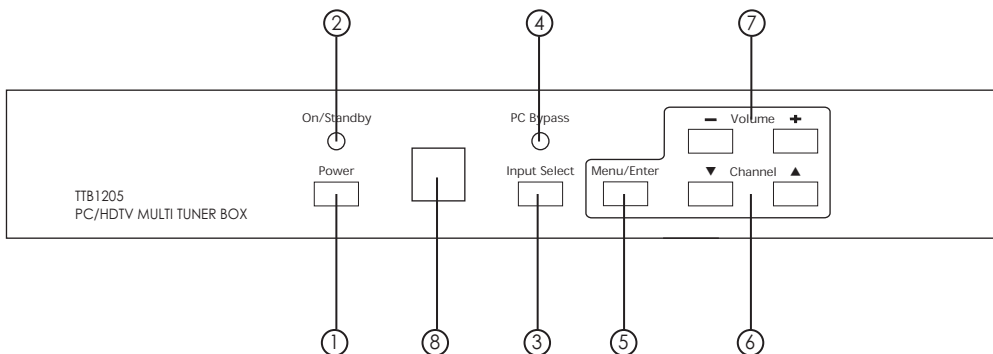 ② ④ ⑦
On/Standby PC Bypass − Volume +
Power Input Select Menu/Enter ▼ Channel ▲
TTB1205
PC/HDTV MULTI TUNER BOX
① ⑧ ③ ⑤ ⑥